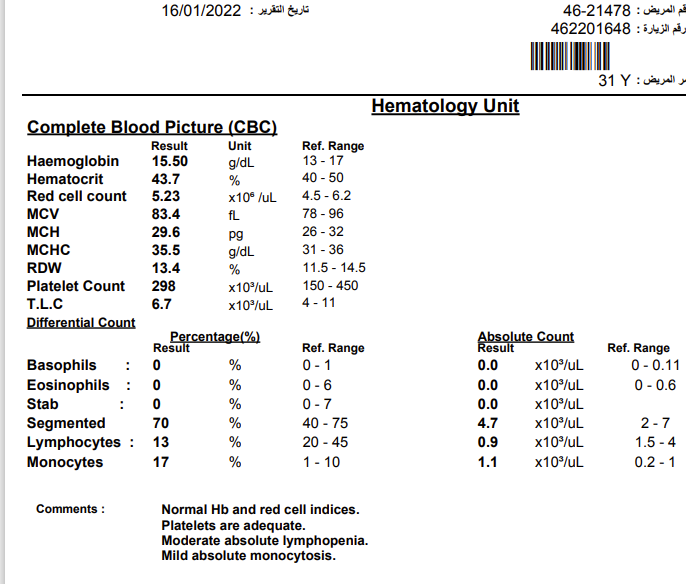 تاريخ التقرير : 16/01/2022
قم المريض : 46-21478
رقم الزيارة : 462201648
ر المريض : 31 Y
Hematology Unit
Complete Blood Picture (CBC)
Result Unit Ref. Range
Haemoglobin 15.50 g/dL 13 - 17
Hematocrit 43.7 % 40 - 50
Red cell count 5.23 x10⁶ /uL 4.5 - 6.2
MCV 83.4 fL 78 - 96
MCH 29.6 pg 26 - 32
MCHC 35.5 g/dL 31 - 36
RDW 13.4 % 11.5 - 14.5
Platelet Count 298 x10³/uL 150 - 450
T.L.C 6.7 x10³/uL 4 - 11
Differential Count
Percentage(%) Absolute Count
Result Ref. Range Result Ref. Range
Basophils : 0 % 0 - 1 0.0 x10³/uL 0 - 0.11
Eosinophils : 0 % 0 - 6 0.0 x10³/uL 0 - 0.6
Stab : 0 % 0 - 7 0.0 x10³/uL
Segmented 70 % 40 - 75 4.7 x10³/uL 2 - 7
Lymphocytes : 13 % 20 - 45 0.9 x10³/uL 1.5 - 4
Monocytes 17 % 1 - 10 1.1 x10³/uL 0.2 - 1
Comments : Normal Hb and red cell indices.
Platelets are adequate.
Moderate absolute lymphopenia.
Mild absolute monocytosis.